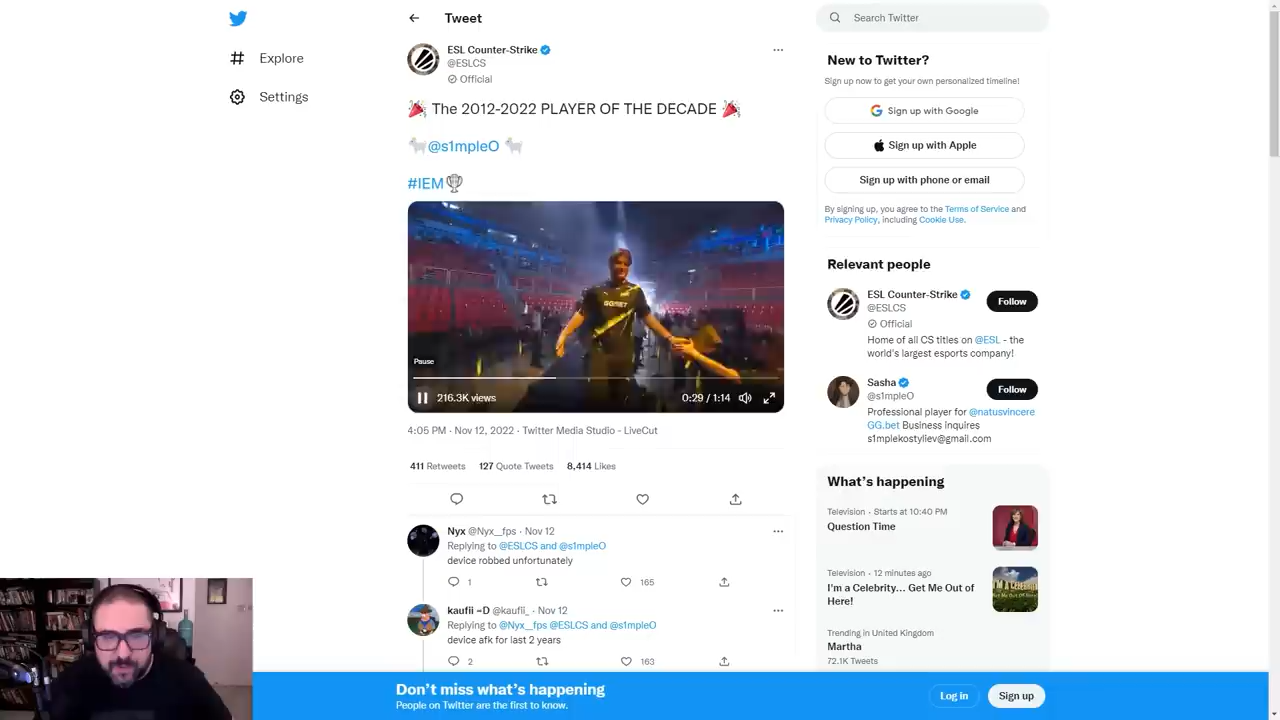 Tweet
Search Twitter
Explore
Settings
ESL Counter-Strike
@ESLCS
Official
The 2012-2022 PLAYER OF THE DECADE
@s1mpleO
#IEM
GG.BET
Pause
216.3K views
0:29 / 1:14
4:05 PM · Nov 12, 2022 · Twitter Media Studio - LiveCut
411 Retweets 127 Quote Tweets 8,414 Likes
Nyx @Nyx__fps · Nov 12
Replying to @ESLCS and @s1mpleO
device robbed unfortunately
1
165
kaufii =D @kaufii_ · Nov 12
Replying to @Nyx__fps @ESLCS and @s1mpleO
device afk for last 2 years
2
163
New to Twitter?
Sign up now to get your own personalized timeline!
Sign up with Google
Sign up with Apple
Sign up with phone or email
By signing up, you agree to the Terms of Service and
Privacy Policy, including Cookie Use.
Relevant people
ESL Counter-Strike
@ESLCS
Official
Follow
Home of all CS titles on @ESL - the
world's largest esports company!
Sasha
@s1mpleO
Follow
Professional player for @natusvincere
GG.bet Business inquires
s1mplekostyliev@gmail.com
What's happening
Television · Starts at 10:40 PM
Question Time
Television · 12 minutes ago
I'm a Celebrity... Get Me Out of
Here!
Trending in United Kingdom
Martha
72.1K Tweets
Don't miss what's happening
People on Twitter are the first to know.
Log in
Sign up